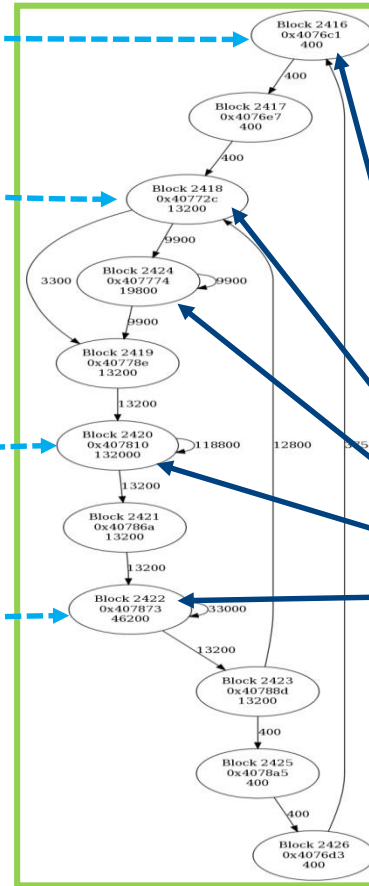 Block 2416
0x4076c1
400
400
Block 2417
0x4076e7
400
400
Block 2418
0x40772c
13200
9900
3300
Block 2424
0x407774
19800
9900
9900
Block 2419
0x40778e
13200
13200
Block 2420
0x407810
132000
118800
12800
13200
Block 2421
0x40786a
13200
13200
Block 2422
0x407873
46200
33000
13200
Block 2423
0x40788d
13200
400
Block 2425
0x4078a5
400
400
Block 2426
0x4076d3
400